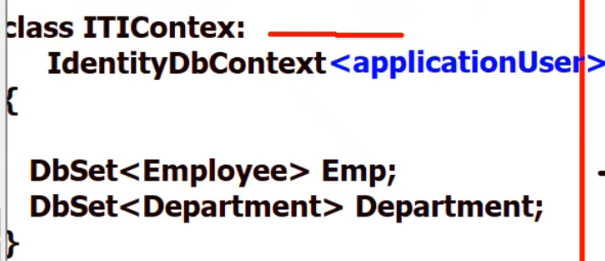 class ITIContex:
IdentityDbContext<applicationUser>
{
DbSet<Employee> Emp;
DbSet<Department> Department;
}